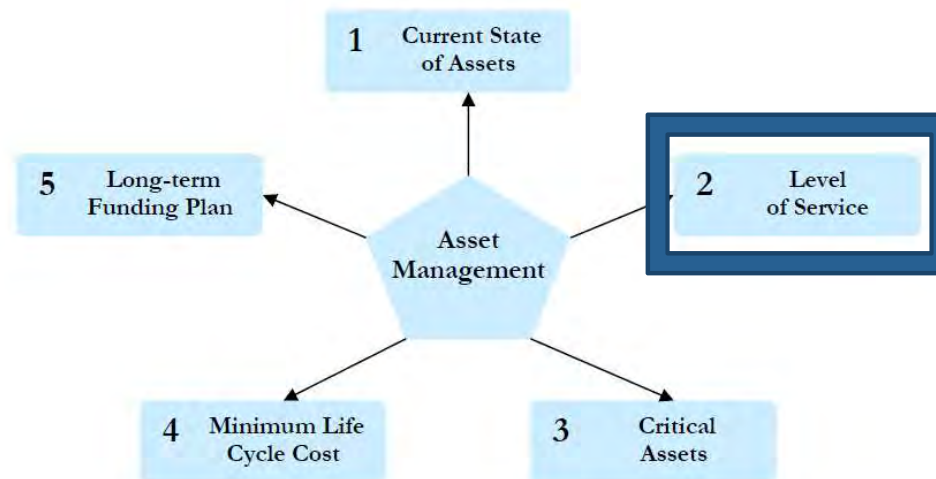 1 Current State
of Assets
5 Long-term
Funding Plan
2 Level
of Service
Asset
Management
4 Minimum Life
Cycle Cost
3 Critical
Assets